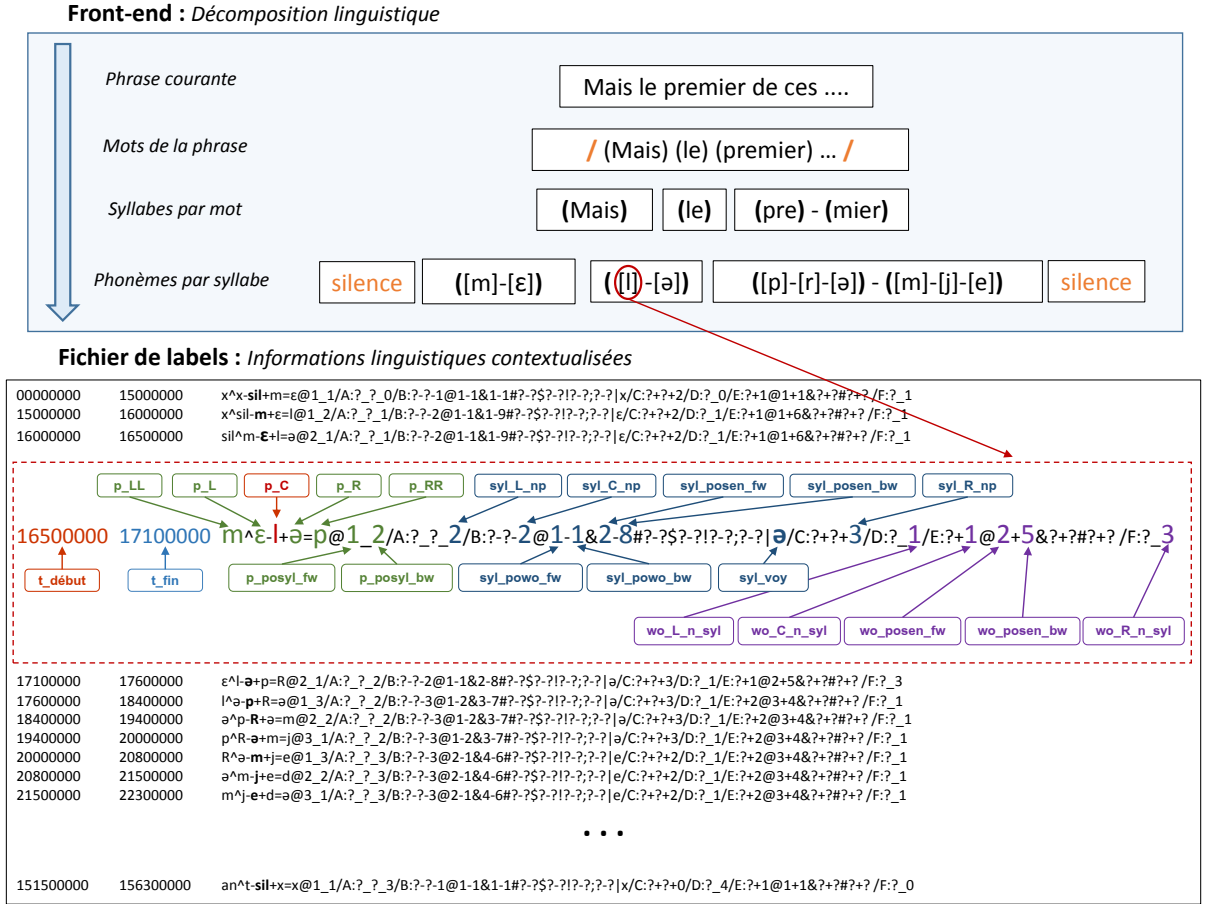 Front-end : Décomposition linguistique
Phrase courante
Mais le premier de ces ....
Mots de la phrase
/ (Mais) (le) (premier) ... /
Syllabes par mot
(Mais) (le) (pre) - (mier)
Phonèmes par syllabe
silence ([m]-[ɛ]) ([l]-[ə]) ([p]-[r]-[ə]) - ([m]-[j]-[e]) silence
Fichier de labels : Informations linguistiques contextualisées
00000000 15000000 x^x-sil+m=ɛ@1_1/A:?_?_0/B:?-?-1@1-1&1-1#?-?$?-?!?-?;?-?|x/C:?+?+2/D:?_0/E:?+1@1+1&?+?#?+?/F:?_1
15000000 16000000 x^sil-m+ɛ=l@1_2/A:?_?_1/B:?-?-2@1-1&1-9#?-?$?-?!?-?;?-?|ɛ/C:?+?+2/D:?_1/E:?+1@1+6&?+?#?+?/F:?_1
16000000 16500000 sil^m-ɛ+l=ə@2_1/A:?_?_1/B:?-?-2@1-1&1-9#?-?$?-?!?-?;?-?|ɛ/C:?+?+2/D:?_1/E:?+1@1+6&?+?#?+?/F:?_1
p_LL p_L p_C p_R p_RR syl_L_np syl_C_np syl_posen_fw syl_posen_bw syl_R_np
16500000 17100000 m^ɛ-l+ə=p@1_2/A:?_?_2/B:?-?-2@1-1&2-8#?-?$?-?!?-?;?-?|ə/C:?+?+3/D:?_1/E:?+1@2+5&?+?#?+?/F:?_3
t_début t_fin p_posyl_fw p_posyl_bw syl_powo_fw syl_powo_bw syl_voy
wo_L_n_syl wo_C_n_syl wo_posen_fw wo_posen_bw wo_R_n_syl
17100000 17600000 ɛ^l-ə+p=R@2_1/A:?_?_2/B:?-?-2@1-1&2-8#?-?$?-?!?-?;?-?|ə/C:?+?+3/D:?_1/E:?+1@2+5&?+?#?+?/F:?_3
17600000 18400000 l^ə-p+R=ə@1_3/A:?_?_2/B:?-?-3@1-2&3-7#?-?$?-?!?-?;?-?|ə/C:?+?+3/D:?_1/E:?+2@3+4&?+?#?+?/F:?_1
18400000 19400000 ə^p-R+ə=m@2_2/A:?_?_2/B:?-?-3@1-2&3-7#?-?$?-?!?-?;?-?|ə/C:?+?+3/D:?_1/E:?+2@3+4&?+?#?+?/F:?_1
19400000 20000000 p^R-ə+m=j@3_1/A:?_?_2/B:?-?-3@1-2&3-7#?-?$?-?!?-?;?-?|ə/C:?+?+3/D:?_1/E:?+2@3+4&?+?#?+?/F:?_1
20000000 20800000 R^ə-m+j=e@1_3/A:?_?_3/B:?-?-3@2-1&4-6#?-?$?-?!?-?;?-?|e/C:?+?+2/D:?_1/E:?+2@3+4&?+?#?+?/F:?_1
20800000 21500000 ə^m-j+e=d@2_2/A:?_?_3/B:?-?-3@2-1&4-6#?-?$?-?!?-?;?-?|e/C:?+?+2/D:?_1/E:?+2@3+4&?+?#?+?/F:?_1
21500000 22300000 m^j-e+d=ə@3_1/A:?_?_3/B:?-?-3@2-1&4-6#?-?$?-?!?-?;?-?|e/C:?+?+2/D:?_1/E:?+2@3+4&?+?#?+?/F:?_1
. . .
151500000 156300000 an^t-sil+x=x@1_1/A:?_?_3/B:?-?-1@1-1&1-1#?-?$?-?!?-?;?-?|x/C:?+?+0/D:?_4/E:?+1@1+1&?+?#?+?/F:?_0